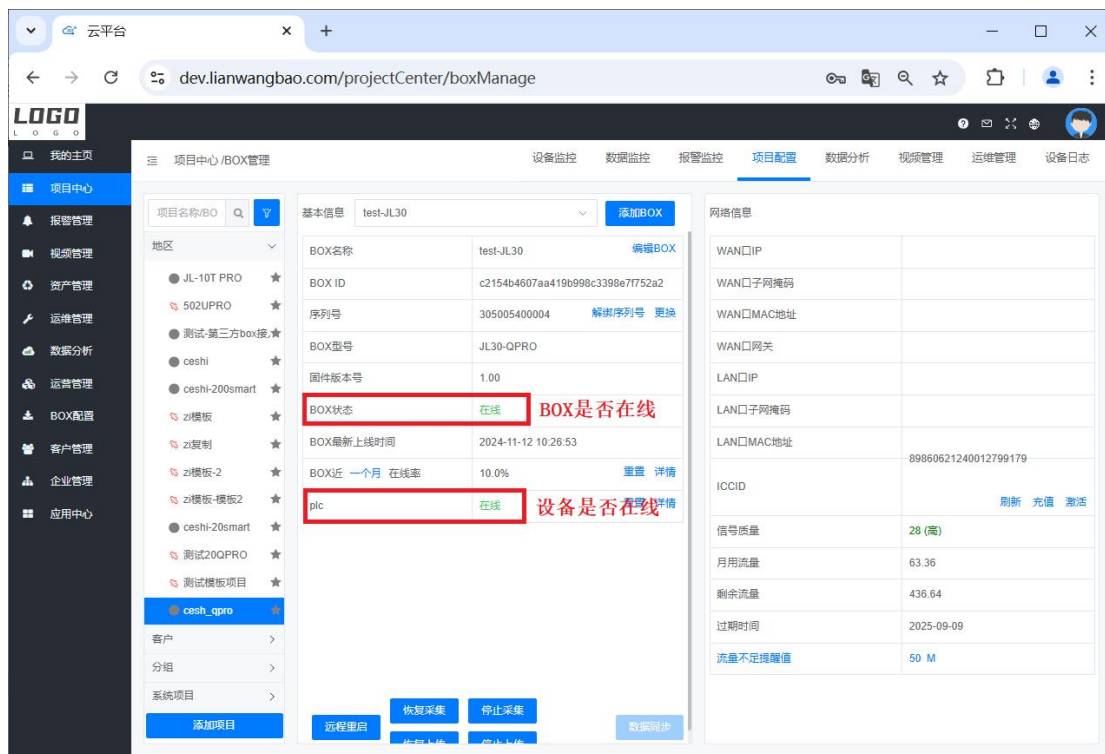 云平台
dev.lianwangbao.com/projectCenter/boxManage
LOGO
LOGO
我的主页
项目中心
报警管理
视频管理
资产管理
运维管理
数据分析
运营管理
BOX配置
客户管理
企业管理
应用中心
项目中心 /BOX管理
设备监控 数据监控 报警监控 项目配置 数据分析 视频管理 运维管理 设备日志
项目名称/BO
地区
JL-10T PRO
502UPRO
测试-第三方box接
ceshi
ceshi-200smart
zi模板
zi复制
zi模板-2
zi模板-模板2
ceshi-20smart
测试20QPRO
测试模板项目
cesh_qpro
客户
分组
系统项目
添加项目
基本信息 test-JL30 添加BOX
BOX名称 test-JL30 编辑BOX
BOX ID c2154b4607aa419b998c3398e7f752a2
序列号 305005400004 解绑序列号 更换
BOX型号 JL30-QPRO
固件版本号 1.00
BOX状态 在线 BOX是否在线
BOX最新上线时间 2024-11-12 10:26:53
BOX近 一个月 在线率 10.0% 重置 详情
plc 在线 设备是否在线 详情
恢复采集 停止采集
远程重启 数据同步
恢复上传 停止上传
网络信息
WAN口IP
WAN口子网掩码
WAN口MAC地址
WAN口网关
LAN口IP
LAN口子网掩码
LAN口MAC地址
ICCID 89860621240012799179
刷新 充值 激活
信号质量 28 (高)
月用流量 63.36
剩余流量 436.64
过期时间 2025-09-09
流量不足提醒值 50 M